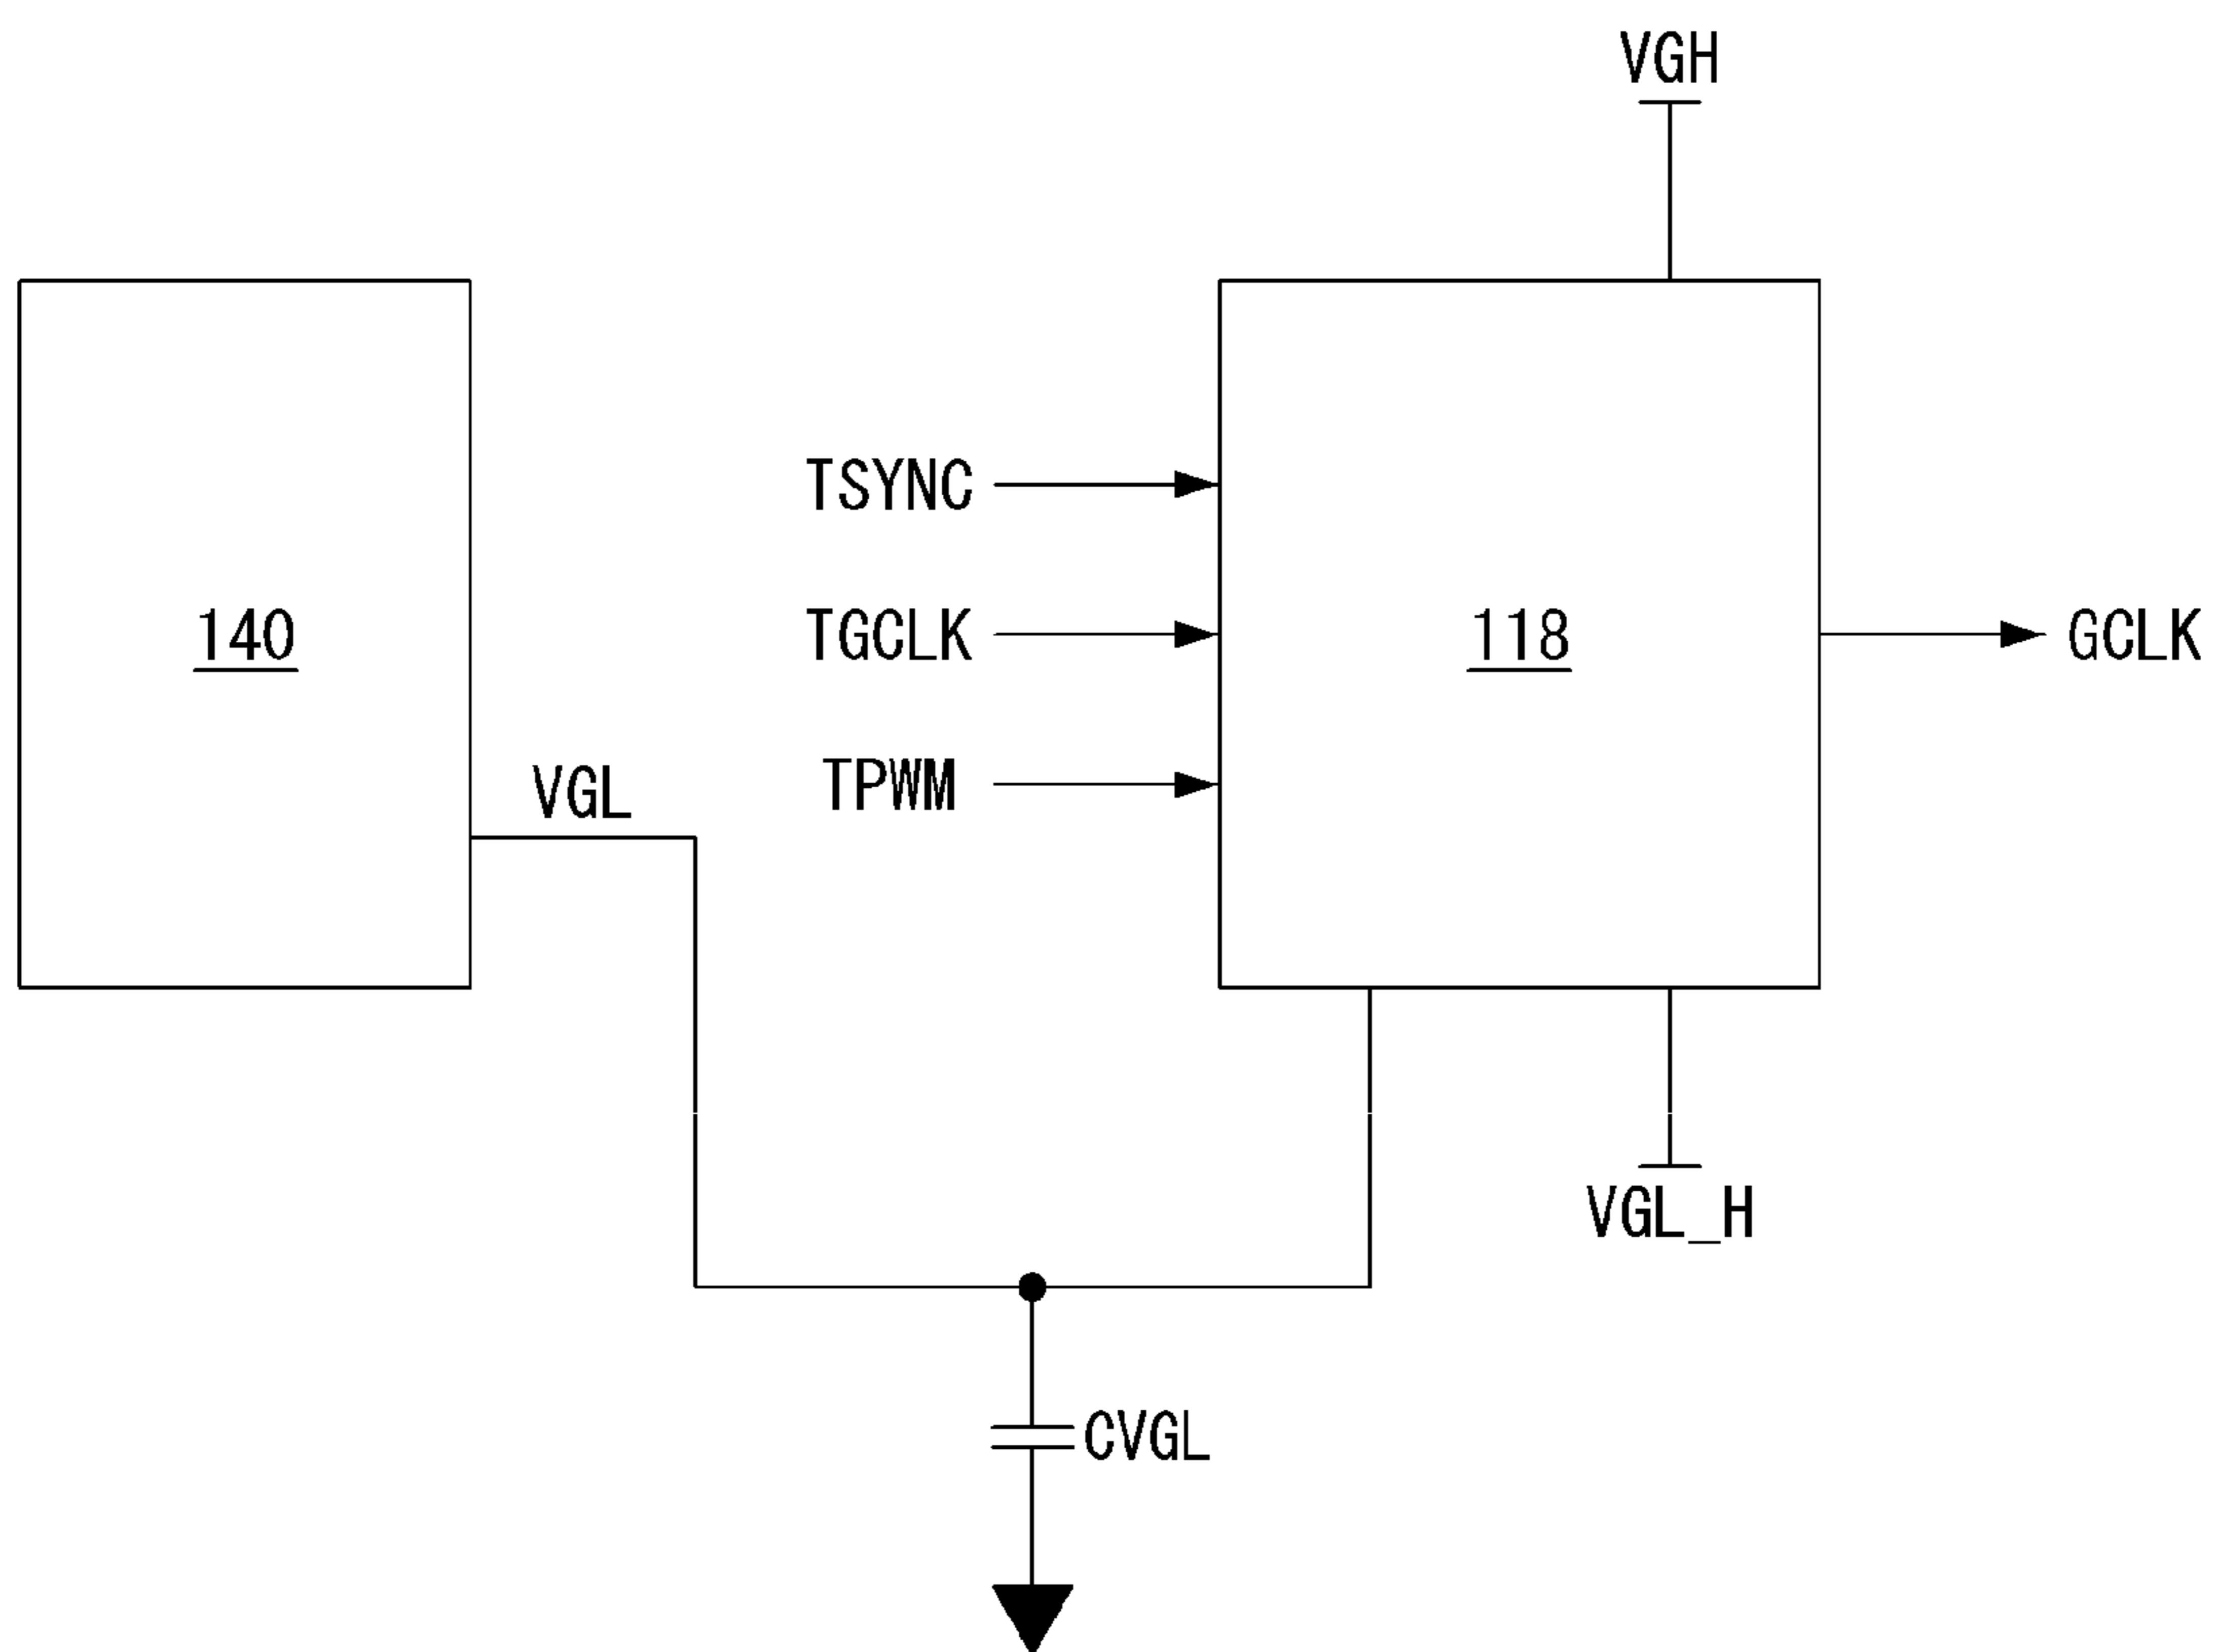 VGH
TSYNC
140
TGCLK
118
GCLK
TPWM
VGL
VGL_H
CVGL